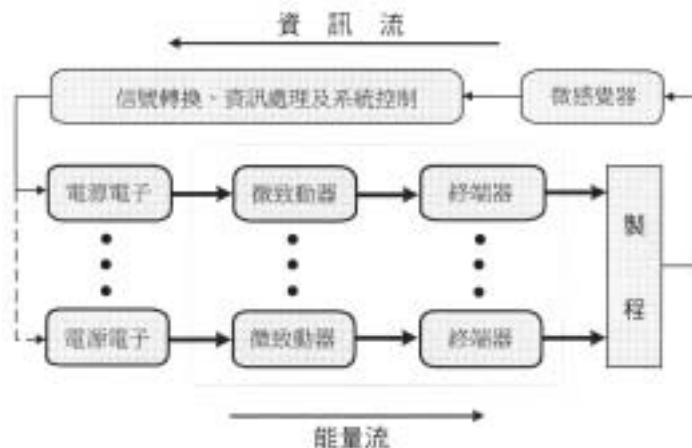 資訊流
信號轉換、資訊處理及系統控制
微感變器
電源電子
微致動器
終端器
製程
電源電子
微致動器
終端器
能量流